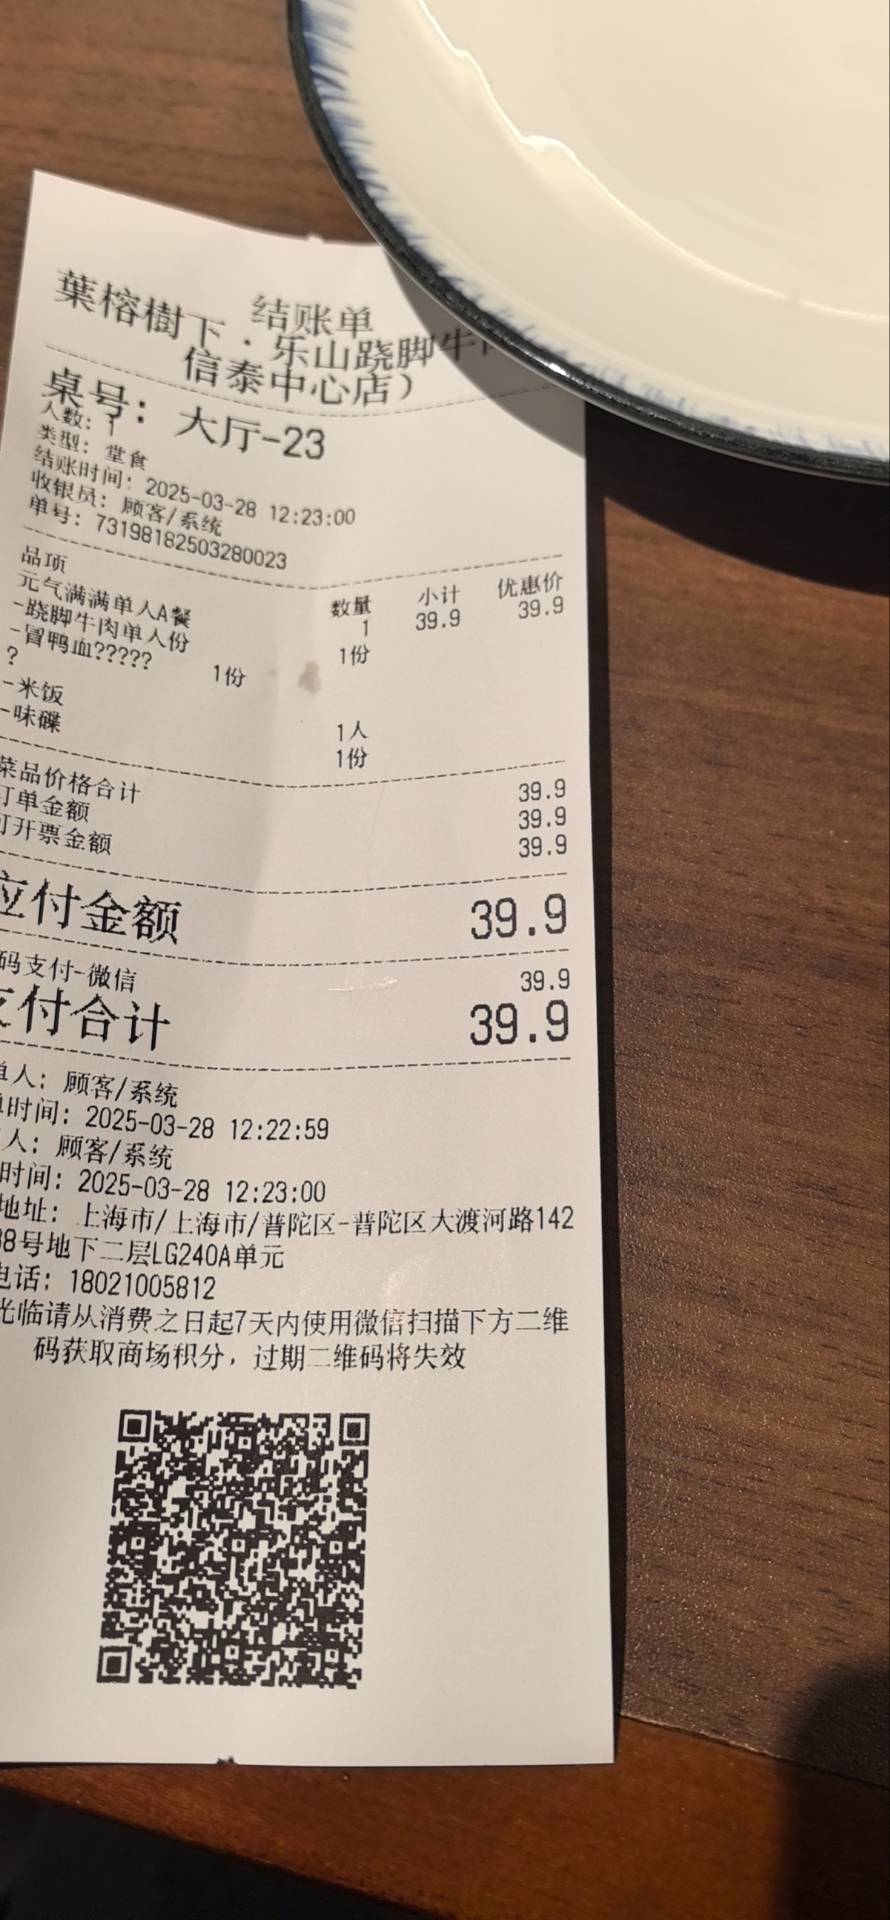 结账单
葉榕樹下·乐山跷脚牛
信泰中心店）
桌号：大厅-23
人数：1
类型：堂食
结账时间：2025-03-28 12:23:00
收银员：顾客/系统
单号：73198182503280023
品项 数量 小计 优惠价
元气满满单人A餐 1 39.9 39.9
-跷脚牛肉单人份 1份
-冒鸭血????? 1份
?
-米饭 1人
-味碟 1份
菜品价格合计 39.9
订单金额 39.9
可开票金额 39.9
应付金额 39.9
码支付-微信 39.9
支付合计 39.9
单人：顾客/系统
单时间：2025-03-28 12:22:59
人：顾客/系统
时间：2025-03-28 12:23:00
地址：上海市/上海市/普陀区-普陀区大渡河路142
88号地下二层LG240A单元
电话：18021005812
光临请从消费之日起7天内使用微信扫描下方二维
码获取商场积分，过期二维码将失效